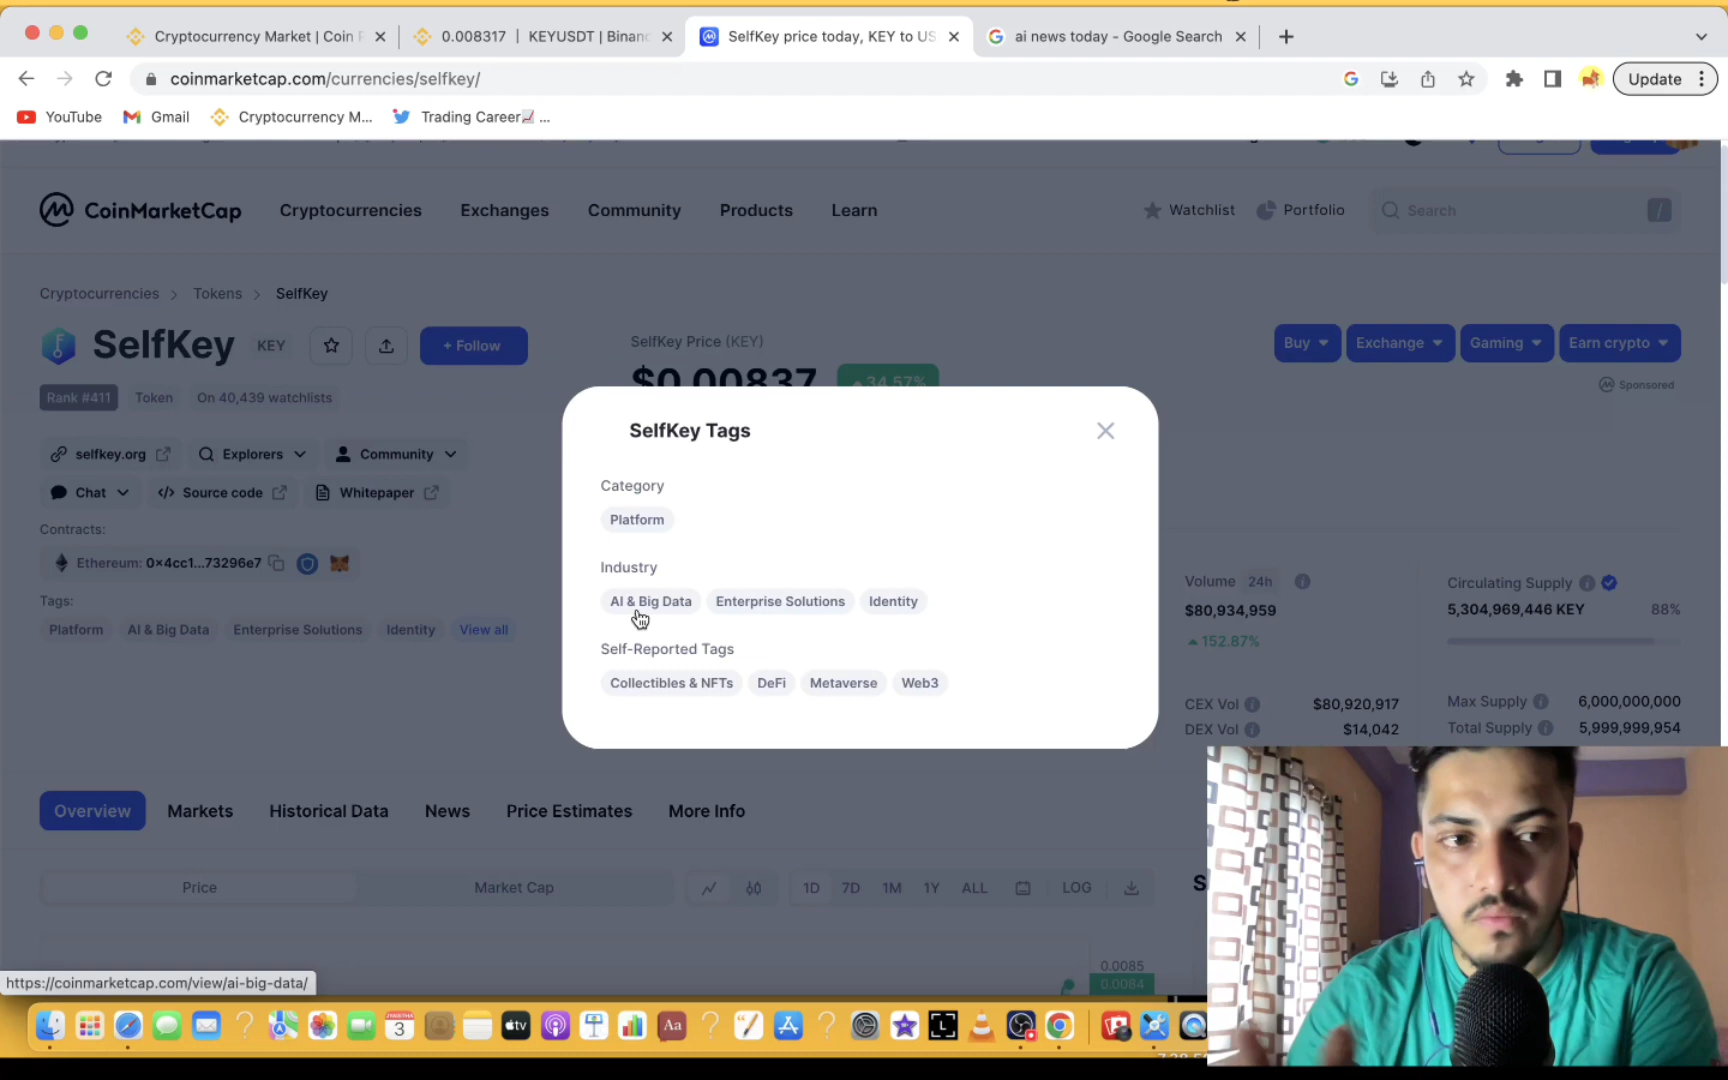 Cryptocurrency Market | Coin P
0.008317 | KEYUSDT | Binanc
SelfKey price today, KEY to US
ai news today - Google Search
coinmarketcap.com/currencies/selfkey/
Update
YouTube
Gmail
Cryptocurrency M...
Trading Career📈 ...
CoinMarketCap
Cryptocurrencies
Exchanges
Community
Products
Learn
Watchlist
Portfolio
Search
/
Cryptocurrencies > Tokens > SelfKey
SelfKey KEY
+ Follow
SelfKey Price (KEY)
$0.00837
34.57%
Buy
Exchange
Gaming
Earn crypto
Sponsored
Rank #411
Token
On 40,439 watchlists
selfkey.org
Explorers
Community
Chat
Source code
Whitepaper
Contracts:
Ethereum: 0x4cc1...73296e7
Tags:
Platform
AI & Big Data
Enterprise Solutions
Identity
View all
SelfKey Tags
Category
Platform
Industry
AI & Big Data
Enterprise Solutions
Identity
Self-Reported Tags
Collectibles & NFTs
DeFi
Metaverse
Web3
Volume 24h
$80,934,959
152.87%
CEX Vol $80,920,917
DEX Vol $14,042
Circulating Supply
5,304,969,446 KEY 88%
Max Supply 6,000,000,000
Total Supply 5,999,999,954
Overview
Markets
Historical Data
News
Price Estimates
More Info
Price
Market Cap
1D
7D
1M
1Y
ALL
LOG
0.0085
0.0084
https://coinmarketcap.com/view/ai-big-data/
3
tv
Aa